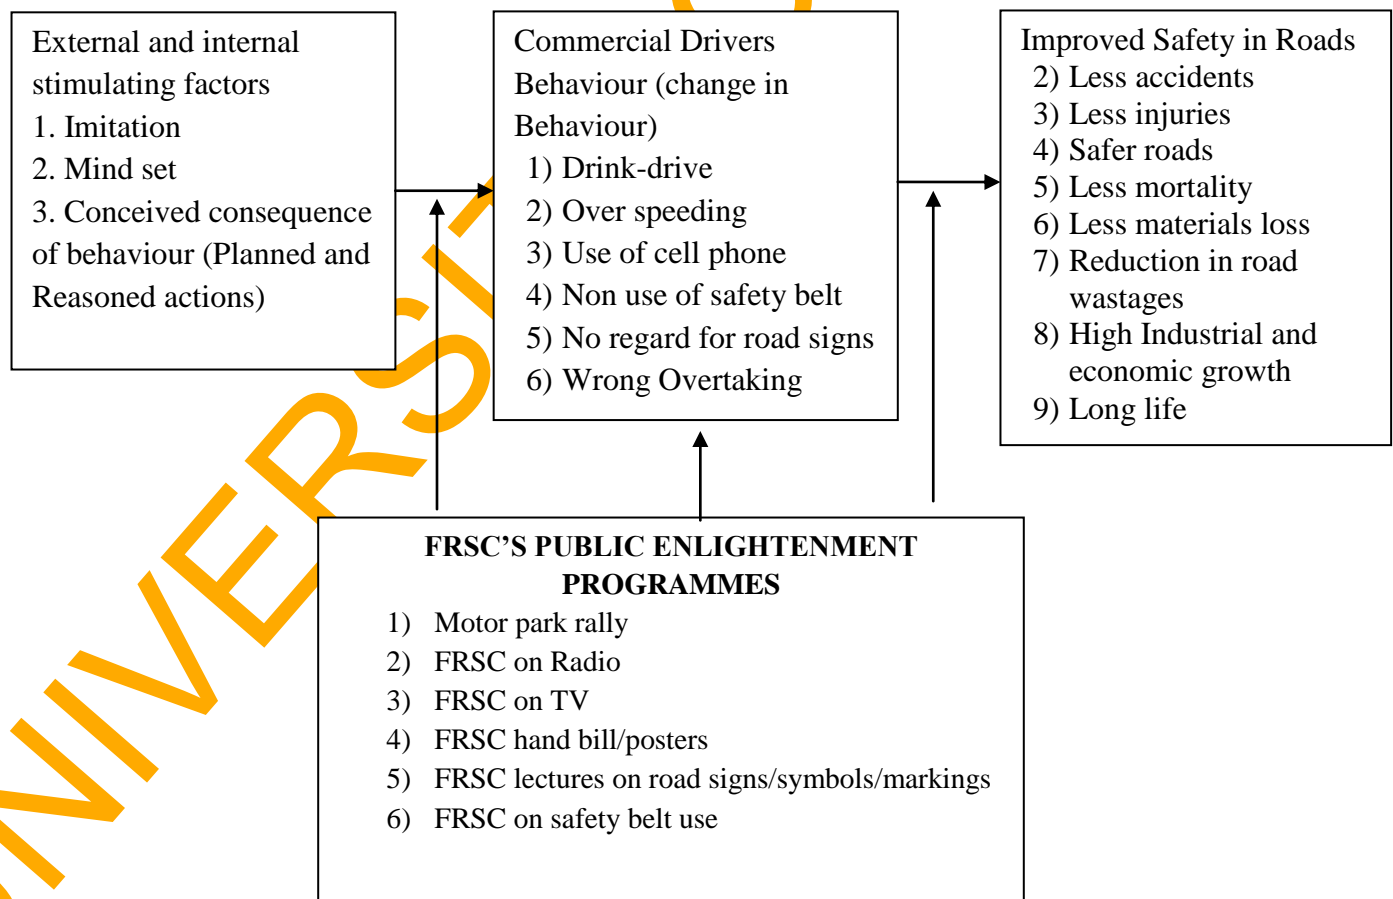 External and internal
stimulating factors
1. Imitation
2. Mind set
3. Conceived consequence
of behaviour (Planned and
Reasoned actions)
Commercial Drivers
Behaviour (change in
Behaviour)
1) Drink-drive
2) Over speeding
3) Use of cell phone
4) Non use of safety belt
5) No regard for road signs
6) Wrong Overtaking
Improved Safety in Roads
2) Less accidents
3) Less injuries
4) Safer roads
5) Less mortality
6) Less materials loss
7) Reduction in road
wastages
8) High Industrial and
economic growth
9) Long life
FRSC’S PUBLIC ENLIGHTENMENT
PROGRAMMES
1) Motor park rally
2) FRSC on Radio
3) FRSC on TV
4) FRSC hand bill/posters
5) FRSC lectures on road signs/symbols/markings
6) FRSC on safety belt use